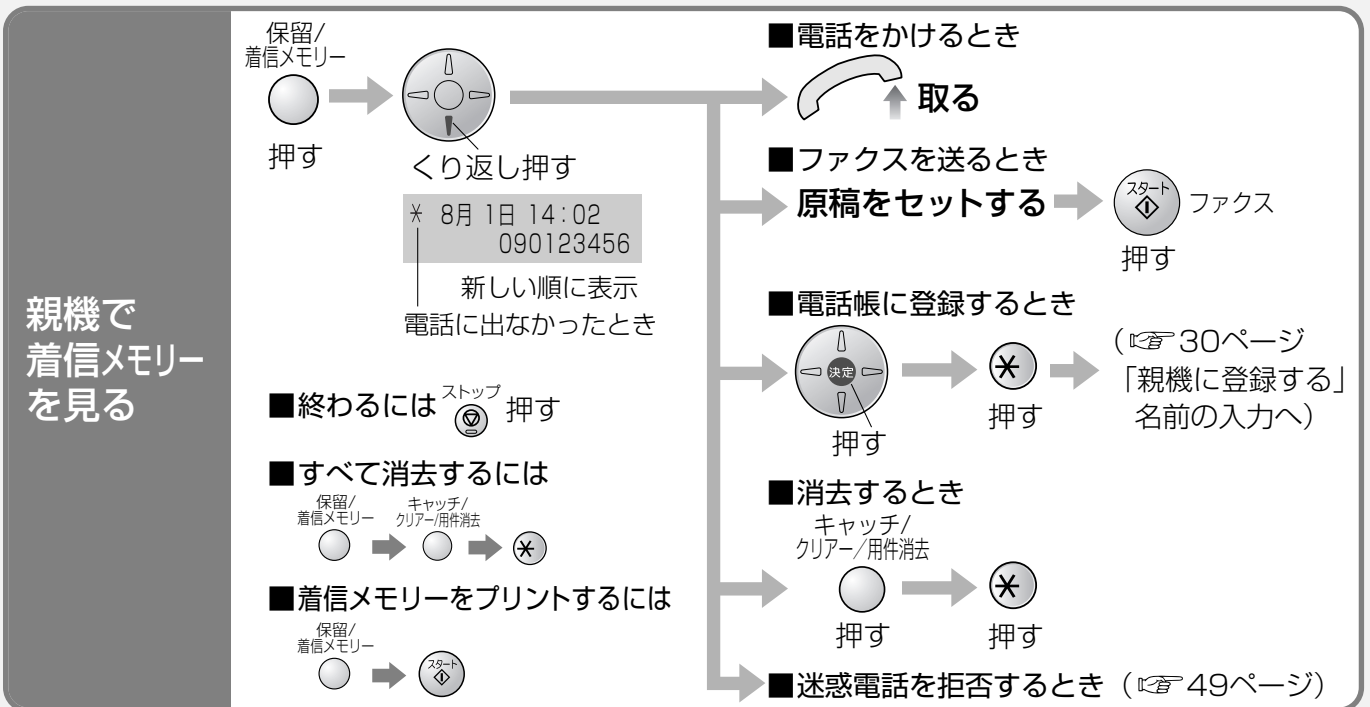 親機で
着信メモリー
を見る
保留/
着信メモリー
押す
くり返し押す
* 8月 1日 14:02
090123456
新しい順に表示
電話に出なかったとき
■終わるには ストップ 押す
■すべて消去するには
保留/
着信メモリー
キャッチ/
クリアー/用件消去
*
■着信メモリーをプリントするには
保留/
着信メモリー
スタート
■電話をかけるとき
取る
■ファクスを送るとき
原稿をセットする
スタート
ファクス
押す
■電話帳に登録するとき
決定
押す
*
押す
(☞30ページ
「親機に登録する」
名前の入力へ)
■消去するとき
キャッチ/
クリアー/用件消去
押す
*
押す
■迷惑電話を拒否するとき(☞49ページ)